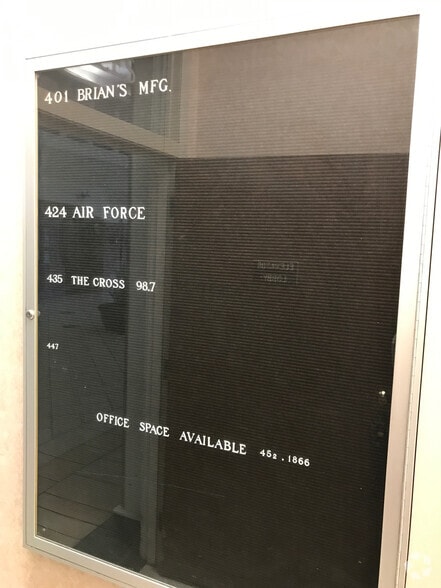 401 BRIAN'S MFG.
424 AIR FORCE
435 THE CROSS 98.7
447
OFFICE SPACE AVAILABLE 452.1866